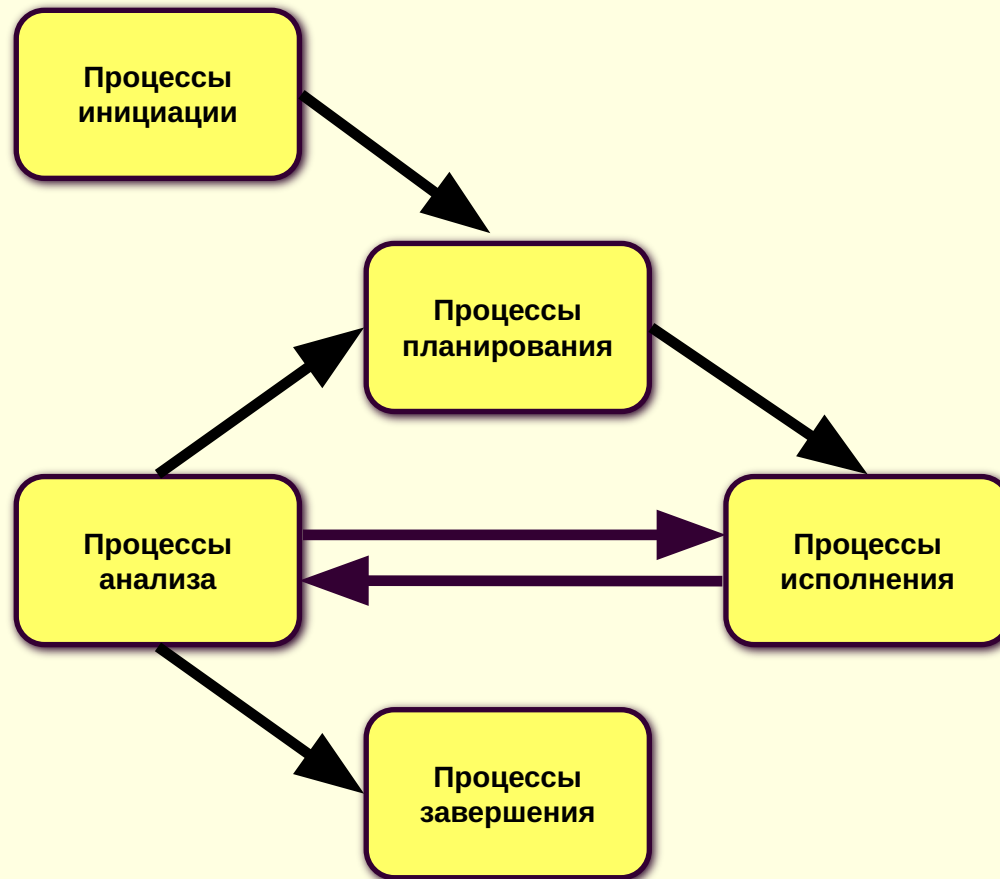 Процессы
инициации
Процессы
планирования
Процессы
анализа
Процессы
исполнения
Процессы
завершения